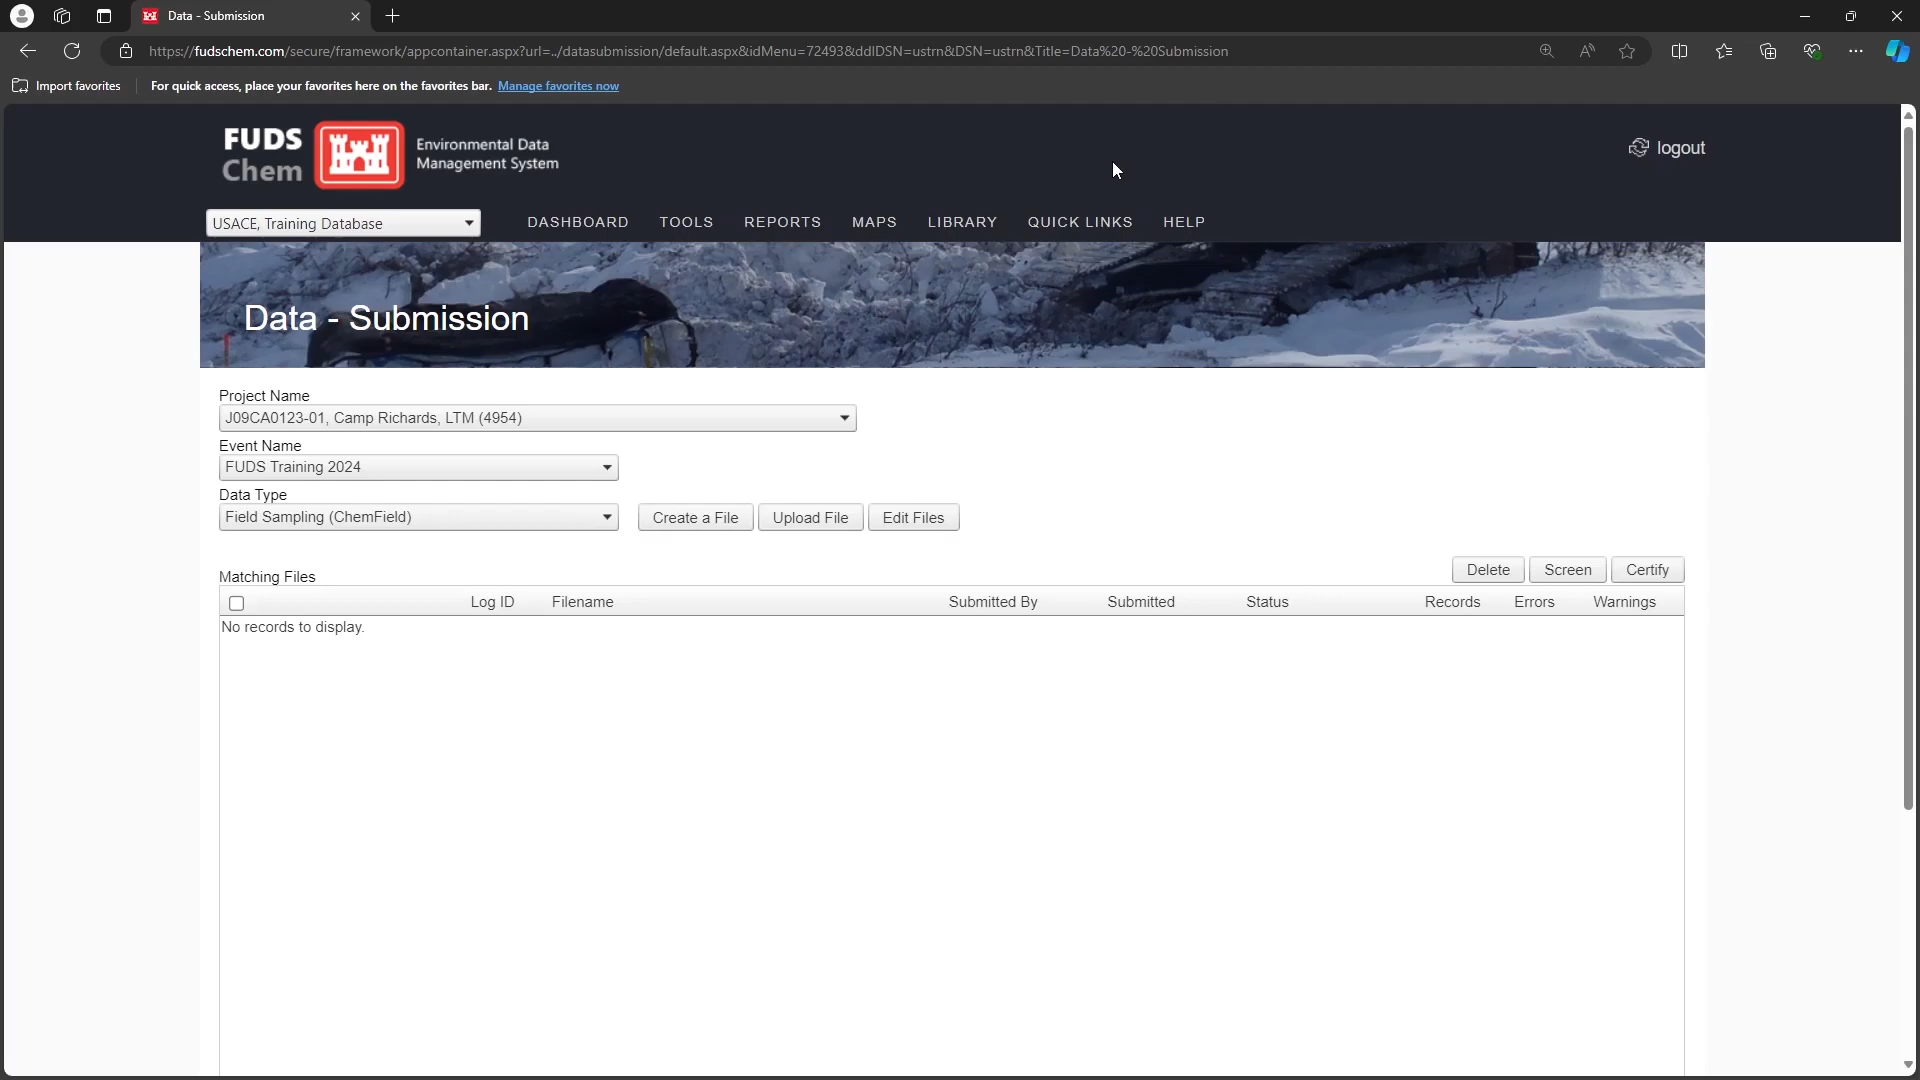 Data - Submission
https://fudschem.com/secure/framework/appcontainer.aspx?url=../datasubmission/default.aspx&idMenu=72493&ddlDSN=ustrn&DSN=ustrn&Title=Data%20-%20Submission
Import favorites For quick access, place your favorites here on the favorites bar. Manage favorites now
FUDS
Chem
Environmental Data
Management System
logout
USACE, Training Database DASHBOARD TOOLS REPORTS MAPS LIBRARY QUICK LINKS HELP
Data - Submission
Project Name
J09CA0123-01, Camp Richards, LTM (4954)
Event Name
FUDS Training 2024
Data Type
Field Sampling (ChemField) Create a File Upload File Edit Files
Delete Screen Certify
Matching Files
Log ID Filename Submitted By Submitted Status Records Errors Warnings
No records to display.